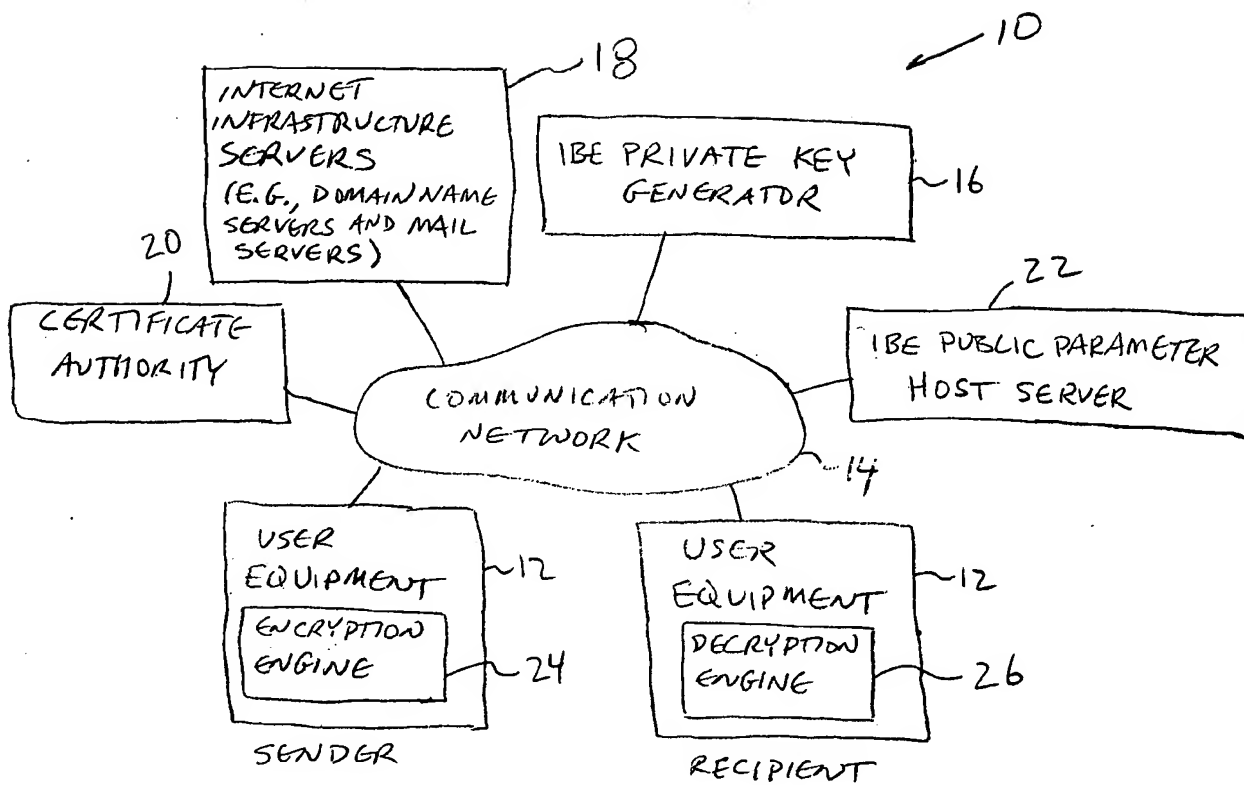 10
18
INTERNET
INFRASTRUCTURE
SERVERS
(E.G., DOMAIN NAME
SERVERS AND MAIL
SERVERS)
IBE PRIVATE KEY
GENERATOR
16
20
CERTIFICATE
AUTHORITY
22
IBE PUBLIC PARAMETER
HOST SERVER
COMMUNICATION
NETWORK
14
USER
EQUIPMENT
12
ENCRYPTION
ENGINE
24
SENDER
USER
EQUIPMENT
12
DECRYPTION
ENGINE
26
RECIPIENT